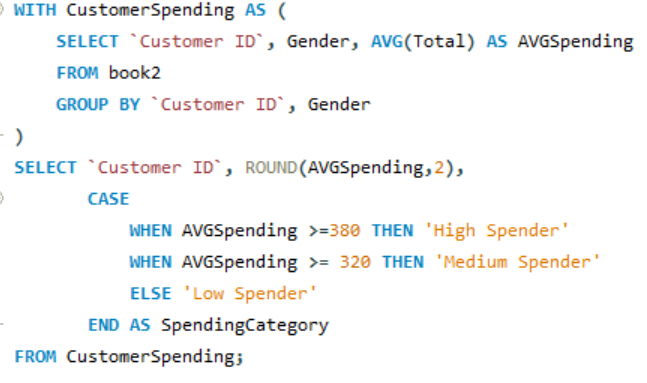 WITH CustomerSpending AS (
SELECT `Customer ID`, Gender, AVG(Total) AS AVGSpending
FROM book2
GROUP BY `Customer ID`, Gender
)
SELECT `Customer ID`, ROUND(AVGSpending,2),
CASE
WHEN AVGSpending >=380 THEN 'High Spender'
WHEN AVGSpending >= 320 THEN 'Medium Spender'
ELSE 'Low Spender'
END AS SpendingCategory
FROM CustomerSpending;